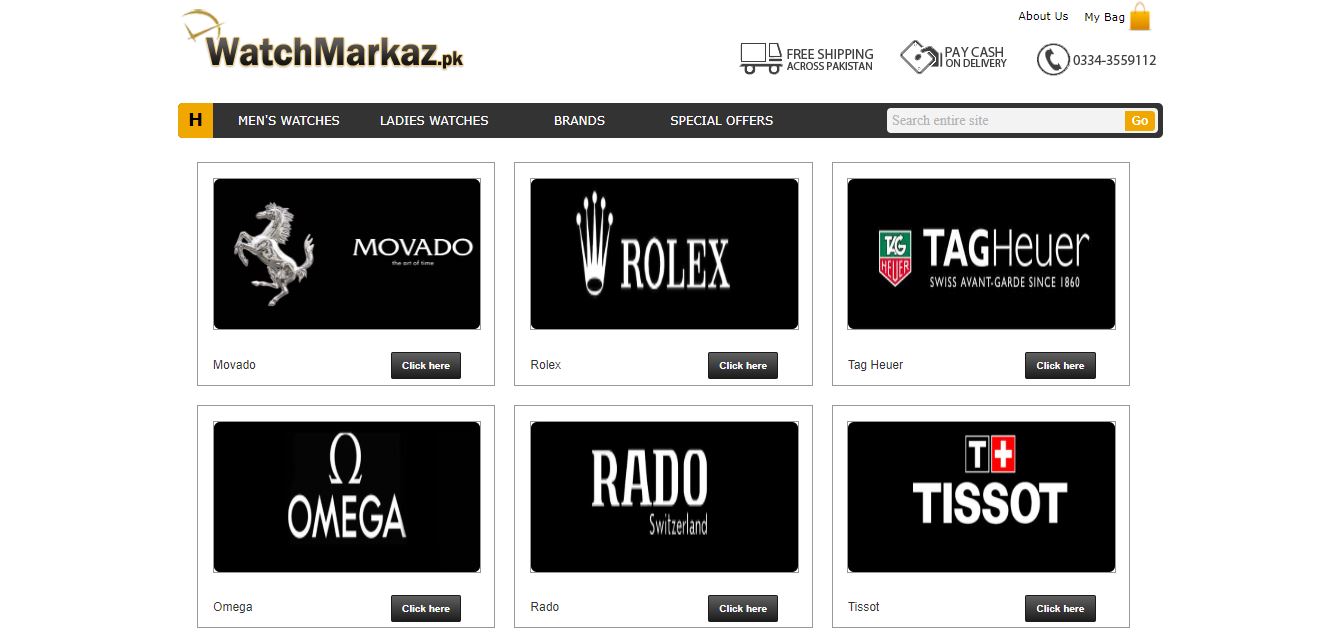 About Us
My Bag
WatchMarkaz.pk
FREE SHIPPING
ACROSS PAKISTAN
PAY CASH
ON DELIVERY
0334-3559112
H
MEN'S WATCHES
LADIES WATCHES
BRANDS
SPECIAL OFFERS
Search entire site
Go
MOVADO
the art of time
ROLEX
TAG
HEUER
TAGHeuer
SWISS AVANT-GARDE SINCE 1860
Movado
Click here
Rolex
Click here
Tag Heuer
Click here
Ω
OMEGA
RADO
Switzerland
T
TISSOT
Omega
Click here
Rado
Click here
Tissot
Click here